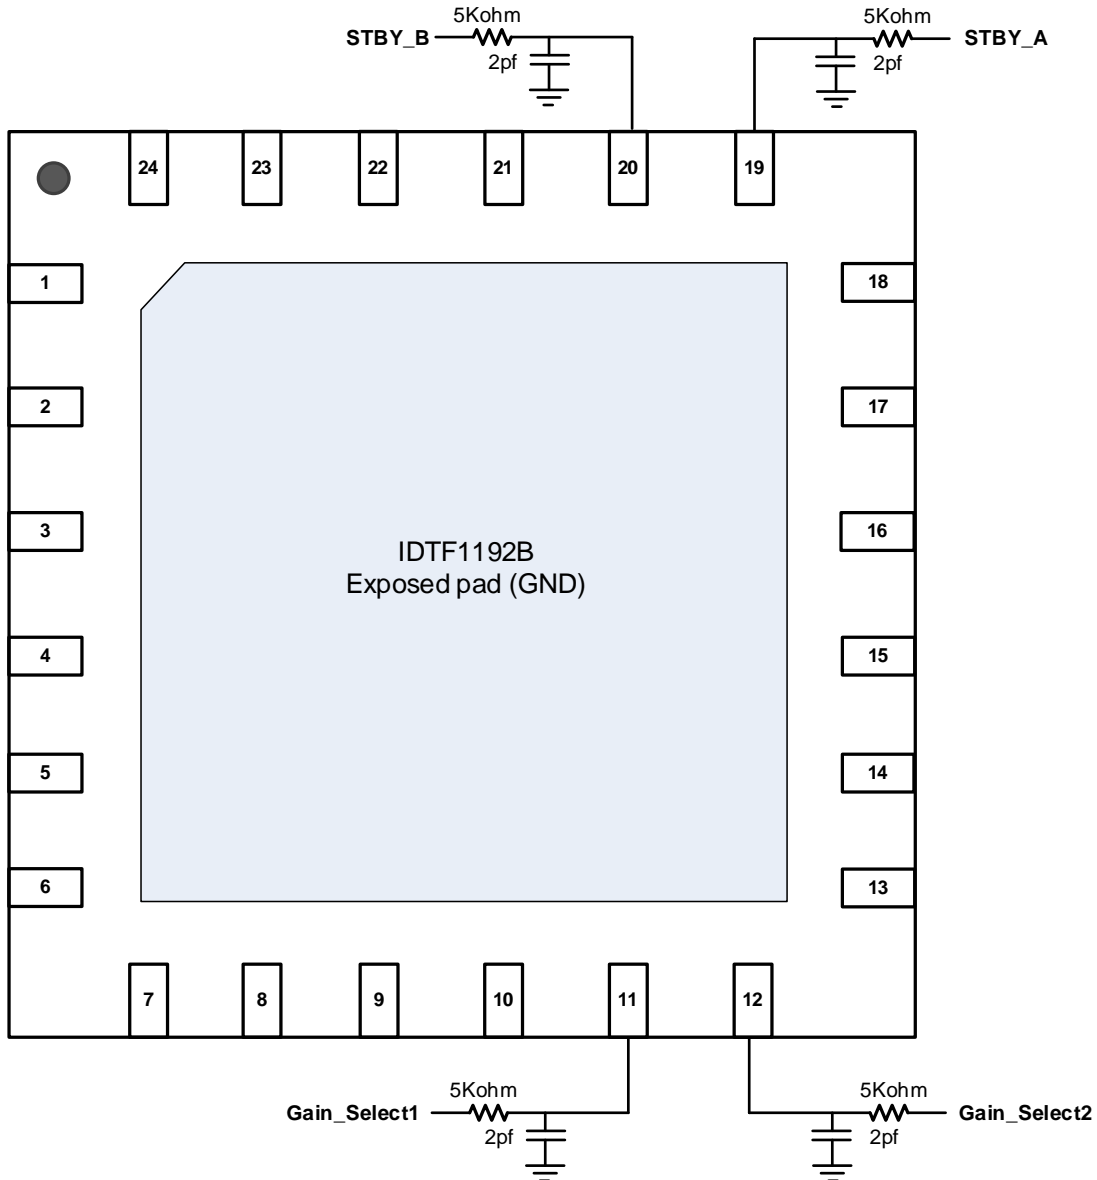 5Kohm
5Kohm
STBY_B
STBY_A
2pf
2pf
24
23
22
21
20
19
1
18
2
17
3
16
IDTF1192B
Exposed pad (GND)
4
15
5
14
6
13
7
8
9
10
11
12
5Kohm
5Kohm
Gain_Select1
Gain_Select2
2pf
2pf